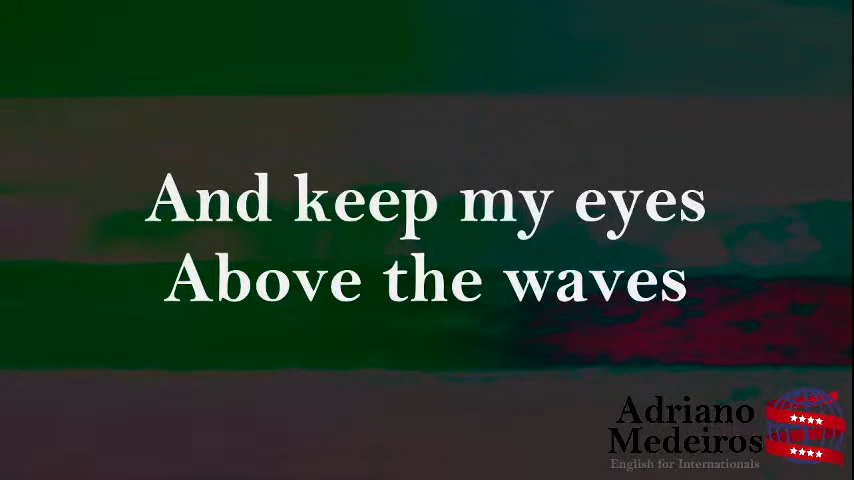 And keep my eyes
Above the waves
Adriano
Medeiros
English for Internationals